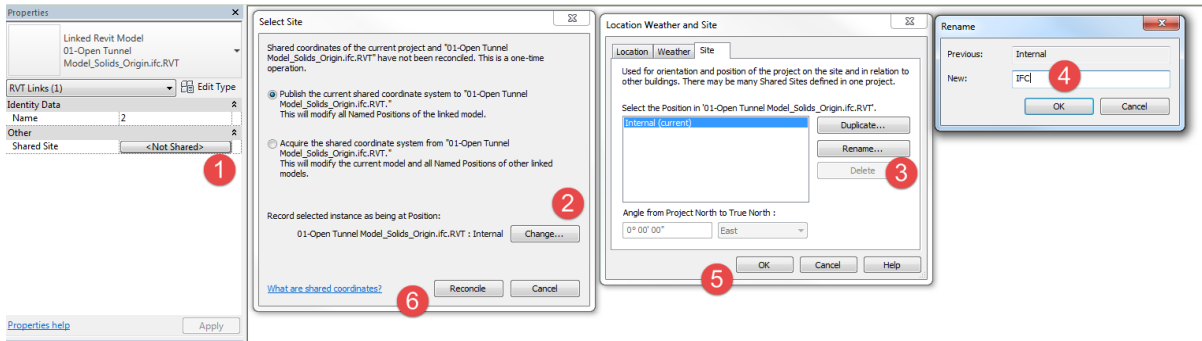 Properties
Linked Revit Model
01-Open Tunnel
Model_Solids_Origin.ifc.RVT
RVT Links (1)
Edit Type
Identity Data
Name
2
Other
Shared Site
<Not Shared>
1
Properties help
Apply
Select Site
Shared coordinates of the current project and "01-Open Tunnel
Model_Solids_Origin.ifc.RVT" have not been reconciled. This is a one-time
operation.
Publish the current shared coordinate system to "01-Open Tunnel
Model_Solids_Origin.ifc.RVT."
This will modify all Named Positions of the linked model.
Acquire the shared coordinate system from "01-Open Tunnel
Model_Solids_Origin.ifc.RVT."
This will modify the current model and all Named Positions of other linked
models.
2
Record selected instance as being at Position:
01-Open Tunnel Model_Solids_Origin.ifc.RVT : Internal
Change...
What are shared coordinates?
6
Reconcile
Cancel
Location Weather and Site
Location
Weather
Site
Used for orientation and position of the project on the site and in relation to
other buildings. There may be many Shared Sites defined in one project.
Select the Position in '01-Open Tunnel Model_Solids_Origin.ifc.RVT'.
Internal (current)
Duplicate...
Rename...
Delete
3
Angle from Project North to True North :
0° 00' 00"
East
5
OK
Cancel
Help
Rename
Previous:
Internal
New:
IFC
4
OK
Cancel